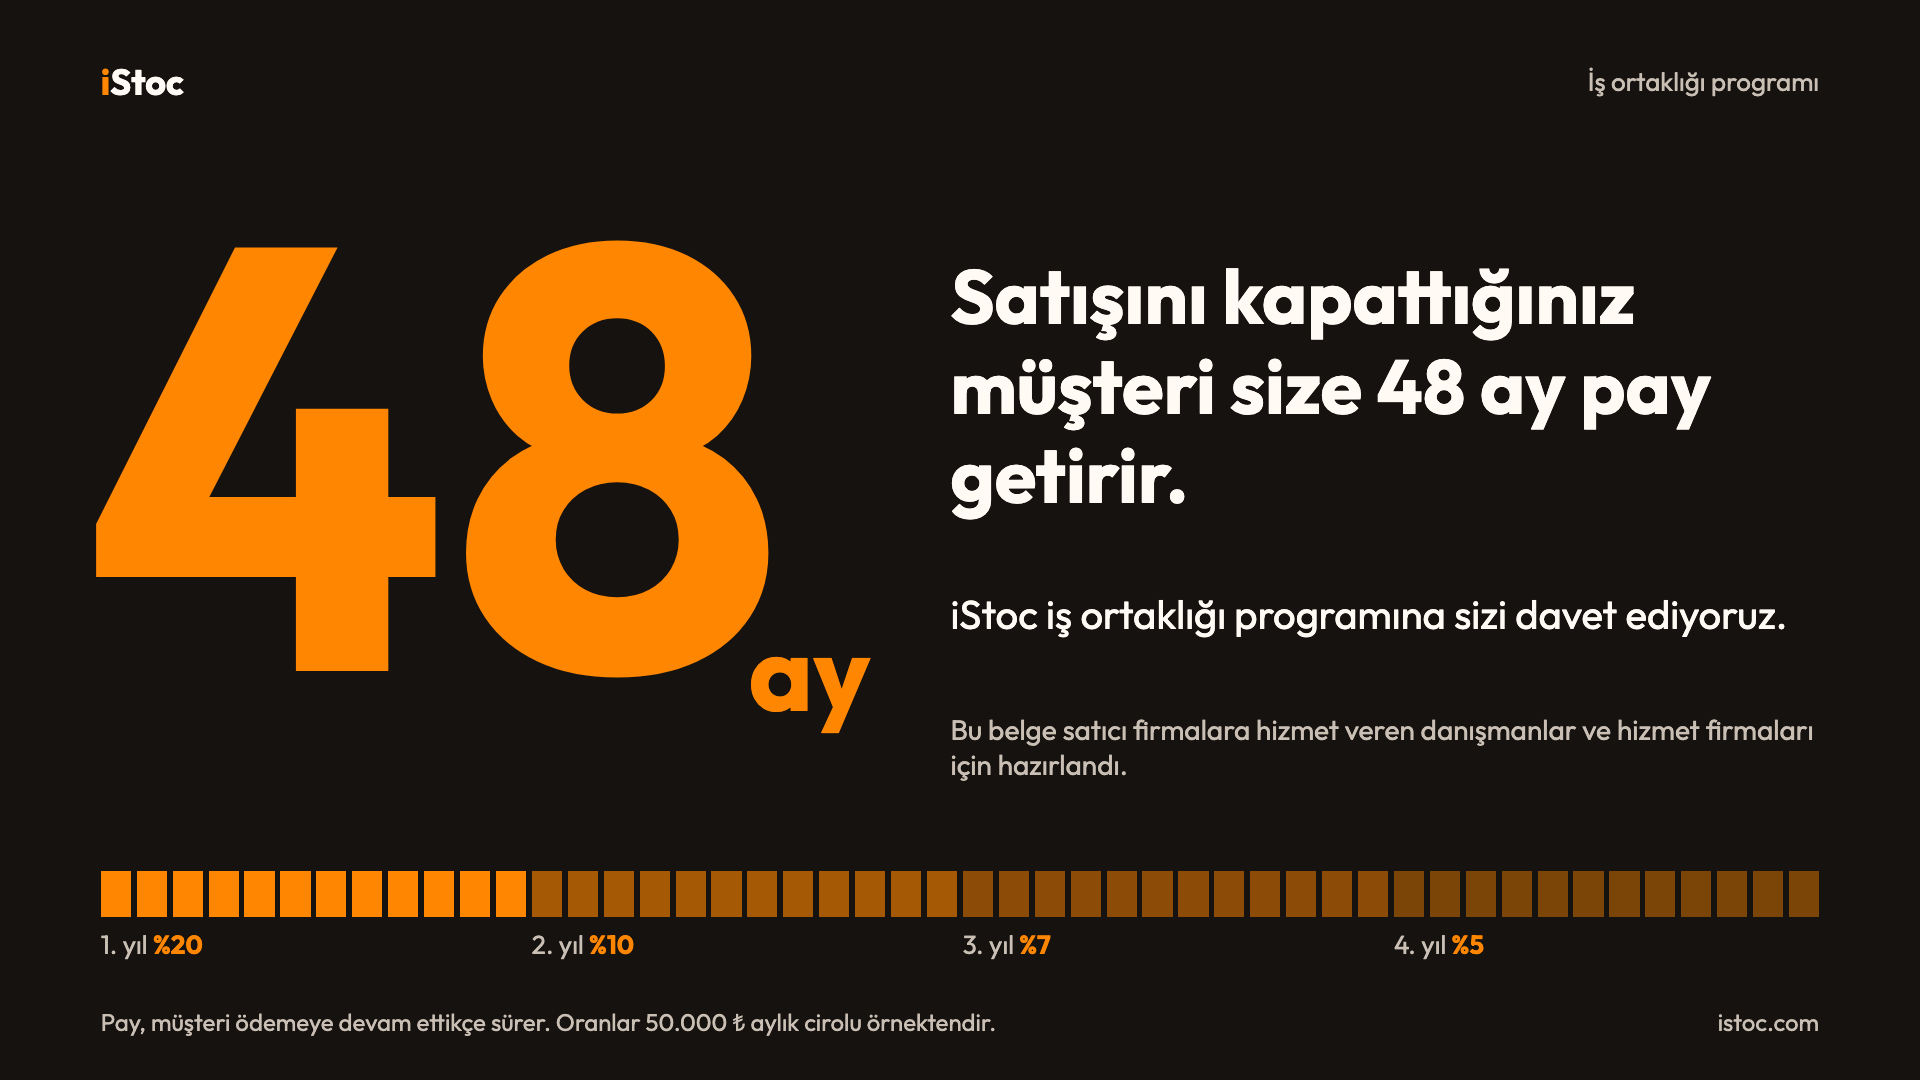 iStoc
İş ortaklığı programı
48 ay
Satışını kapattığınız
müşteri size 48 ay pay
getirir.
iStoc iş ortaklığı programına sizi davet ediyoruz.
Bu belge satıcı firmalara hizmet veren danışmanlar ve hizmet firmaları
için hazırlandı.
1. yıl %20
2. yıl %10
3. yıl %7
4. yıl %5
Pay, müşteri ödemeye devam ettikçe sürer. Oranlar 50.000 ₺ aylık cirolu örnektendir.
istoc.com